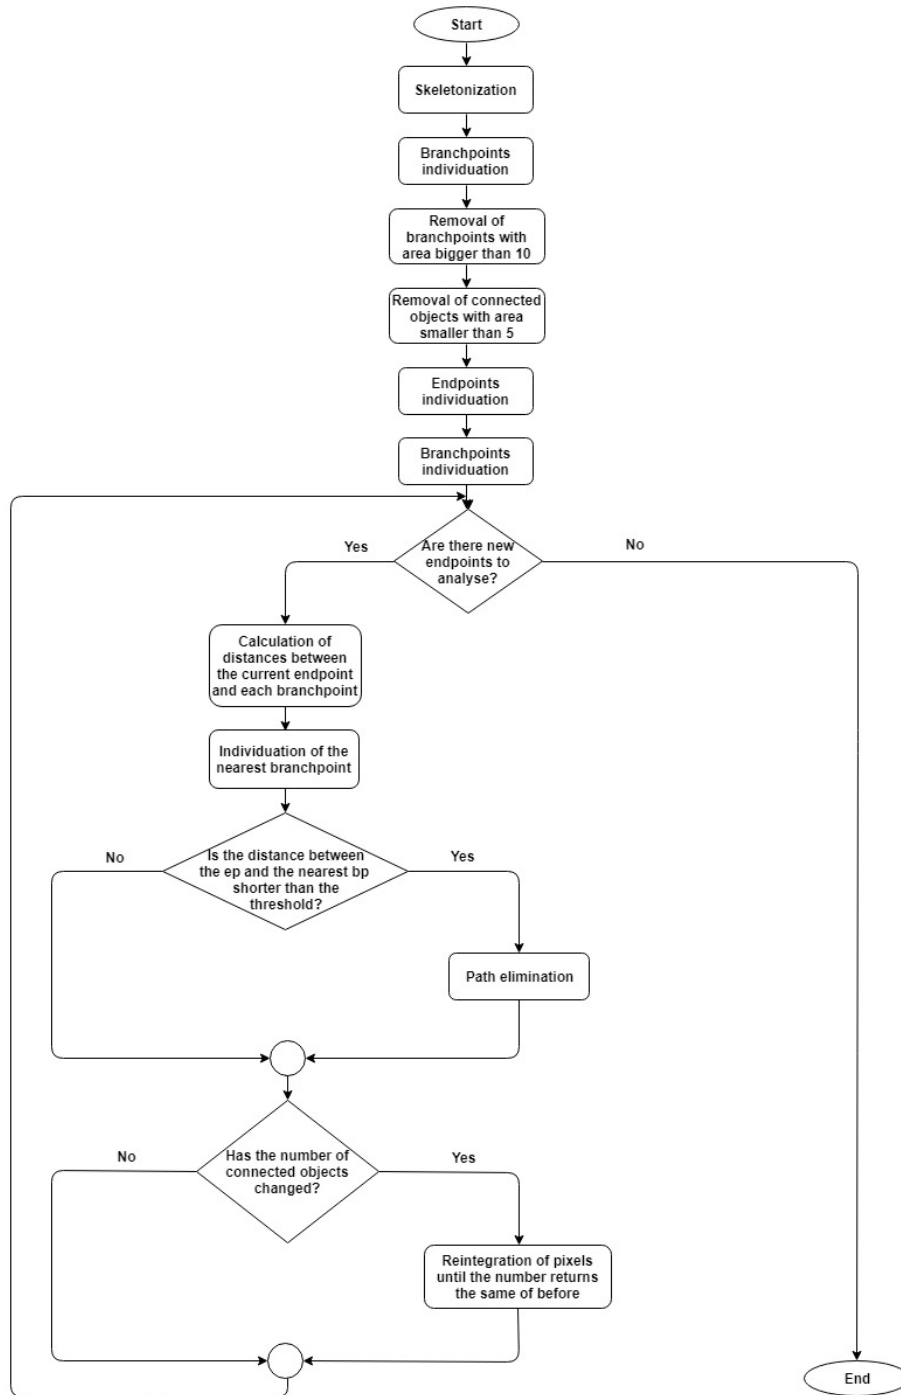 Start
Skeletonization
Branchpoints
individuation
Removal of
branchpoints with
area bigger than 10
Removal of connected
objects with area
smaller than 5
Endpoints
individuation
Branchpoints
individuation
Yes
Are there new
endpoints to
analyse?
No
Calculation of
distances between
the current endpoint
and each branchpoint
Individuation of the
nearest branchpoint
No
Is the distance between
the ep and the nearest bp
shorter than the
threshold?
Yes
Path elimination
No
Has the number of
connected objects
changed?
Yes
Reintegration of pixels
until the number returns
the same of before
End